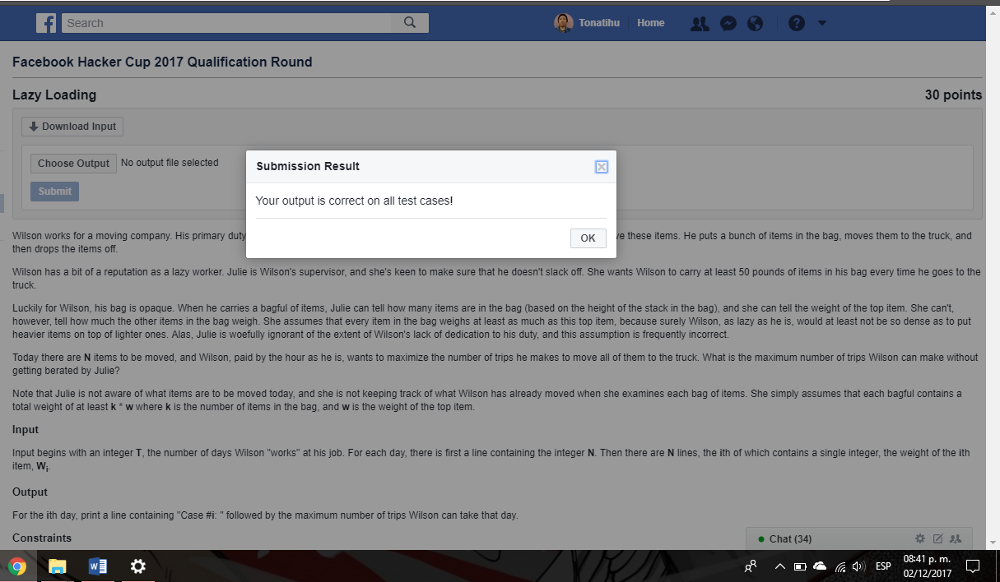 f
Search
Tonatihu Home
Facebook Hacker Cup 2017 Qualification Round
Lazy Loading 30 points
Download Input
Choose Output No output file selected
Submit
Submission Result
Your output is correct on all test cases!
OK
Wilson works for a moving company. His primary duty ve these items. He puts a bunch of items in the bag, moves them to the truck, and
then drops the items off.
Wilson has a bit of a reputation as a lazy worker. Julie is Wilson's supervisor, and she's keen to make sure that he doesn't slack off. She wants Wilson to carry at least 50 pounds of items in his bag every time he goes to the
truck.
Luckily for Wilson, his bag is opaque. When he carries a bagful of items, Julie can tell how many items are in the bag (based on the height of the stack in the bag), and she can tell the weight of the top item. She can't,
however, tell how much the other items in the bag weigh. She assumes that every item in the bag weighs at least as much as this top item, because surely Wilson, as lazy as he is, would at least not be so dense as to put
heavier items on top of lighter ones. Alas, Julie is woefully ignorant of the extent of Wilson's lack of dedication to his duty, and this assumption is frequently incorrect.
Today there are N items to be moved, and Wilson, paid by the hour as he is, wants to maximize the number of trips he makes to move all of them to the truck. What is the maximum number of trips Wilson can make without
getting berated by Julie?
Note that Julie is not aware of what items are to be moved today, and she is not keeping track of what Wilson has already moved when she examines each bag of items. She simply assumes that each bagful contains a
total weight of at least k * w where k is the number of items in the bag, and w is the weight of the top item.
Input
Input begins with an integer T, the number of days Wilson "works" at his job. For each day, there is first a line containing the integer N. Then there are N lines, the ith of which contains a single integer, the weight of the ith
item, Wi.
Output
For the ith day, print a line containing "Case #i: " followed by the maximum number of trips Wilson can take that day.
Constraints
Chat (34)
ESP
08:41 p. m.
02/12/2017